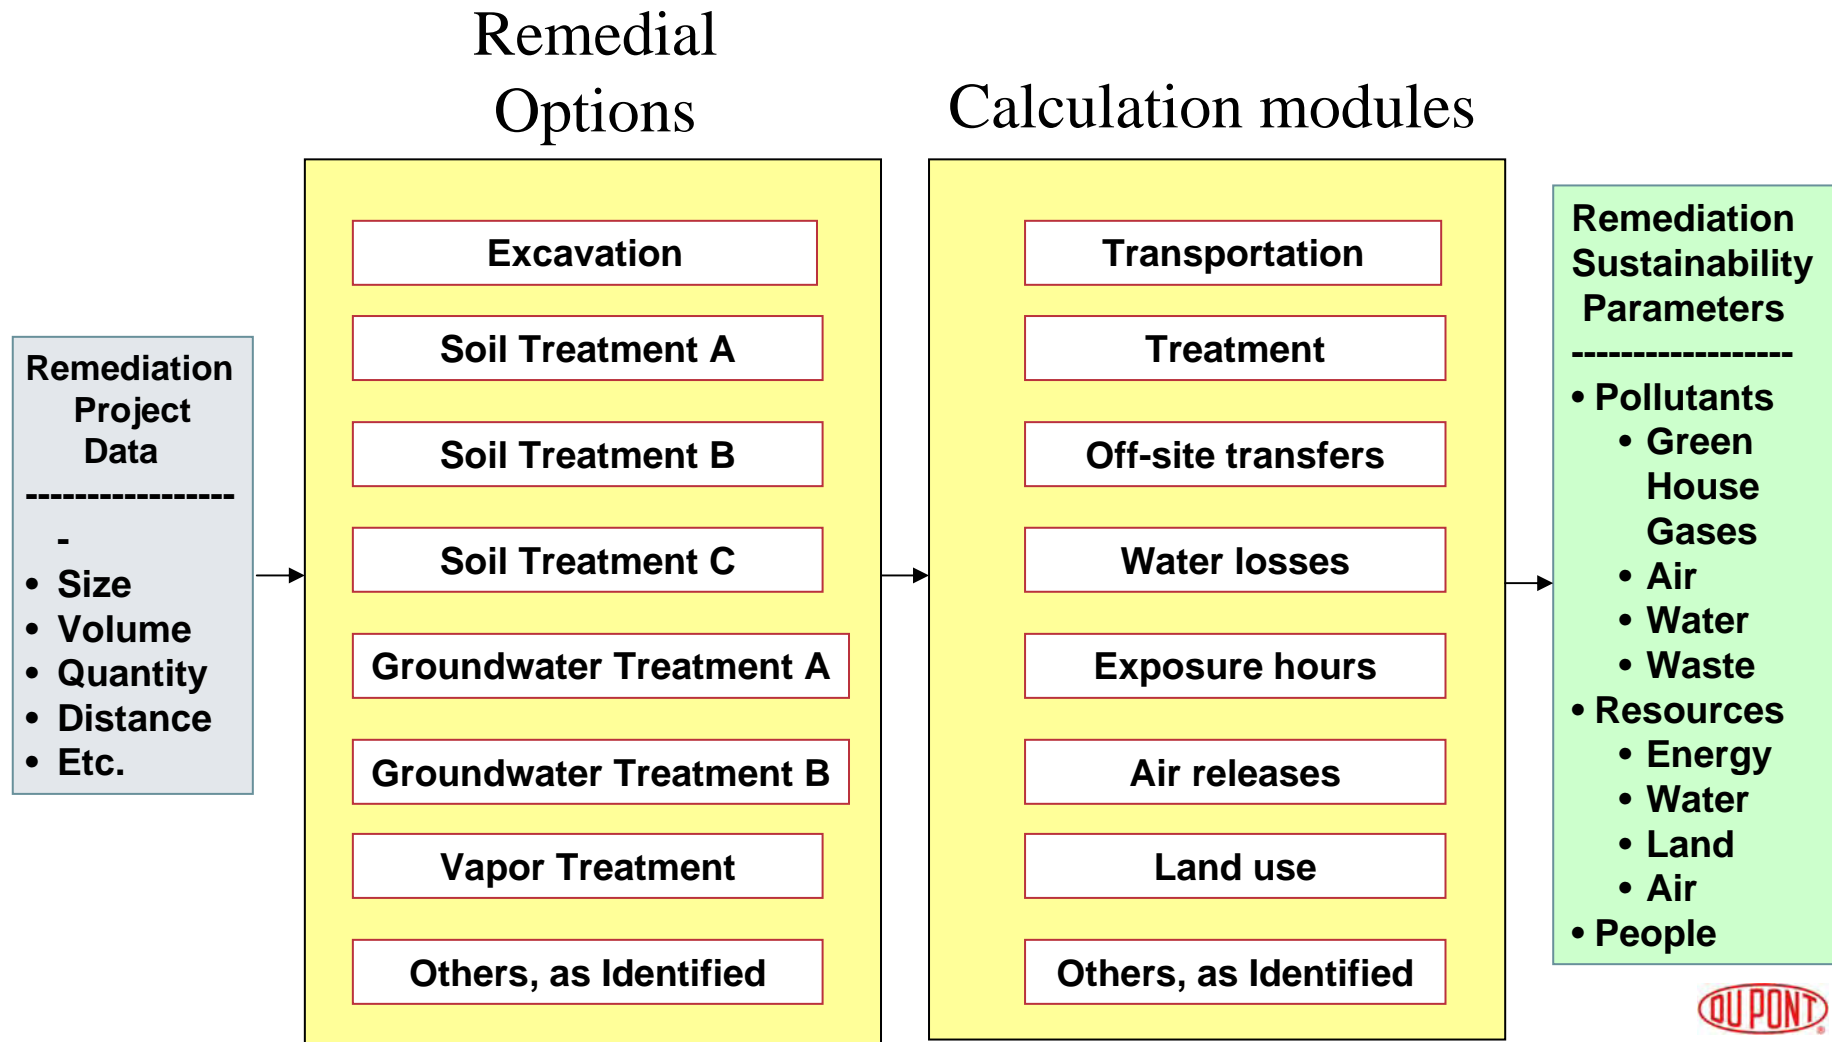 Remedial
Options
Calculation modules
Remediation
Project
Data
-----------------
-
• Size
• Volume
• Quantity
• Distance
• Etc.
Excavation
Soil Treatment A
Soil Treatment B
Soil Treatment C
Groundwater Treatment A
Groundwater Treatment B
Vapor Treatment
Others, as Identified
Transportation
Treatment
Off-site transfers
Water losses
Exposure hours
Air releases
Land use
Others, as Identified
Remediation
Sustainability
Parameters
------------------
• Pollutants
• Green
House
Gases
• Air
• Water
• Waste
• Resources
• Energy
• Water
• Land
• Air
• People
DU PONT®